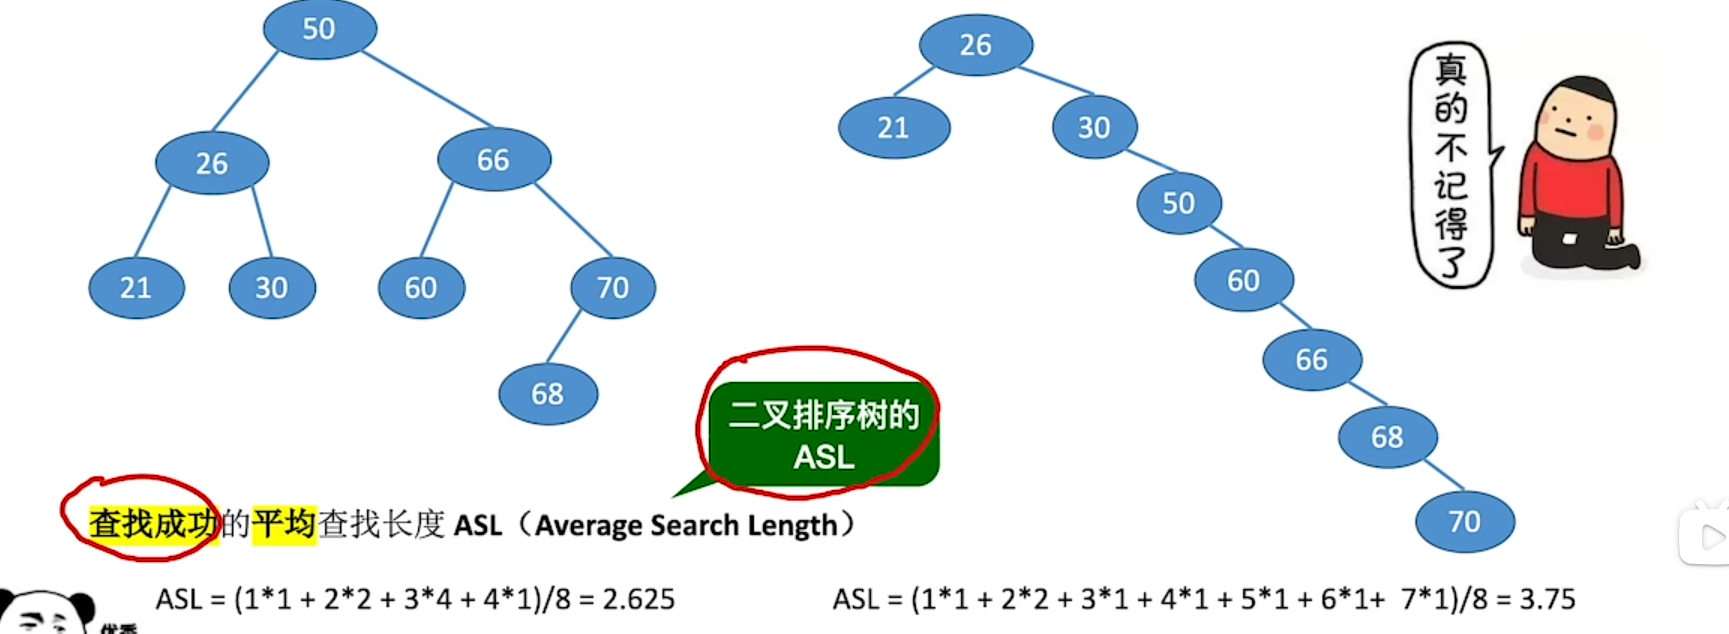 50
26
66
21
30
60
70
68
26
21
30
50
60
66
68
70
真的不记得了
二叉排序树的
ASL
查找成功的平均查找长度 ASL（Average Search Length）
ASL = (1*1 + 2*2 + 3*4 + 4*1)/8 = 2.625
ASL = (1*1 + 2*2 + 3*1 + 4*1 + 5*1 + 6*1+ 7*1)/8 = 3.75